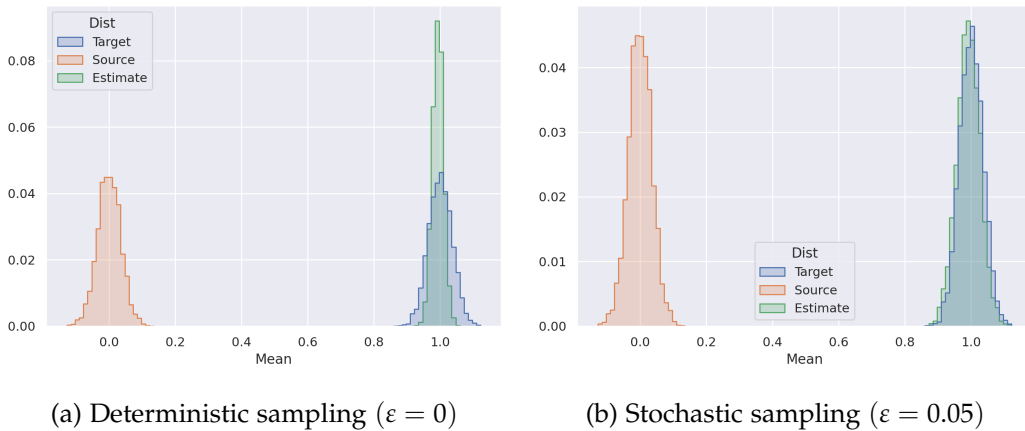 Dist
Target
Source
Estimate
0.08
0.06
0.04
0.02
0.00
0.0 0.2 0.4 0.6 0.8 1.0
Mean
(a) Deterministic sampling (ε = 0)
0.04
0.03
0.02
0.01
0.00
Dist
Target
Source
Estimate
0.0 0.2 0.4 0.6 0.8 1.0
Mean
(b) Stochastic sampling (ε = 0.05)